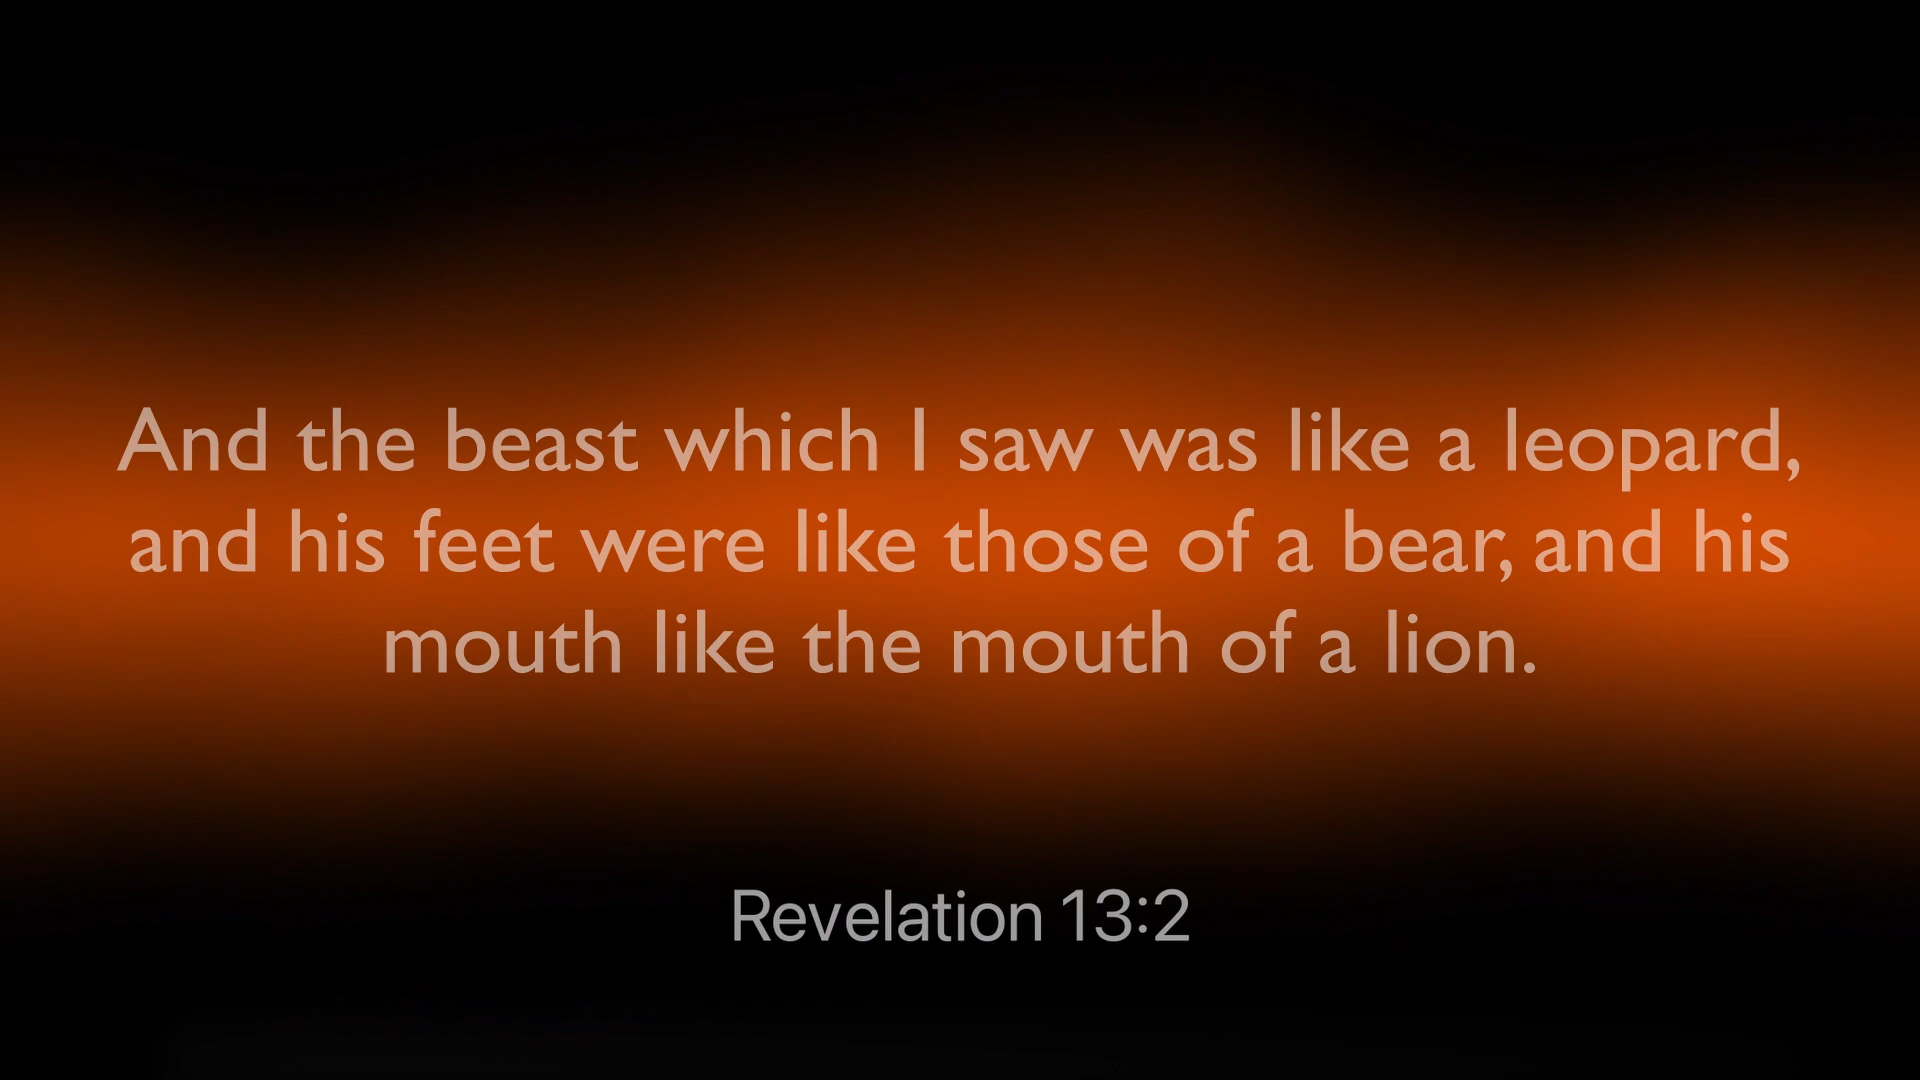 And the beast which I saw was like a leopard,
and his feet were like those of a bear, and his
mouth like the mouth of a lion.
Revelation 13:2